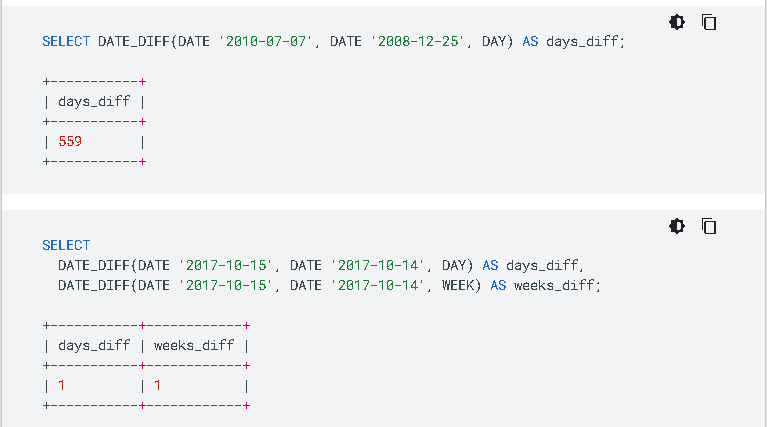 SELECT DATE_DIFF(DATE '2010-07-07', DATE '2008-12-25', DAY) AS days_diff;
+-----------+
| days_diff |
+-----------+
| 559       |
+-----------+
SELECT
  DATE_DIFF(DATE '2017-10-15', DATE '2017-10-14', DAY) AS days_diff,
  DATE_DIFF(DATE '2017-10-15', DATE '2017-10-14', WEEK) AS weeks_diff;
+-----------+------------+
| days_diff | weeks_diff |
+-----------+------------+
| 1         | 1          |
+-----------+------------+